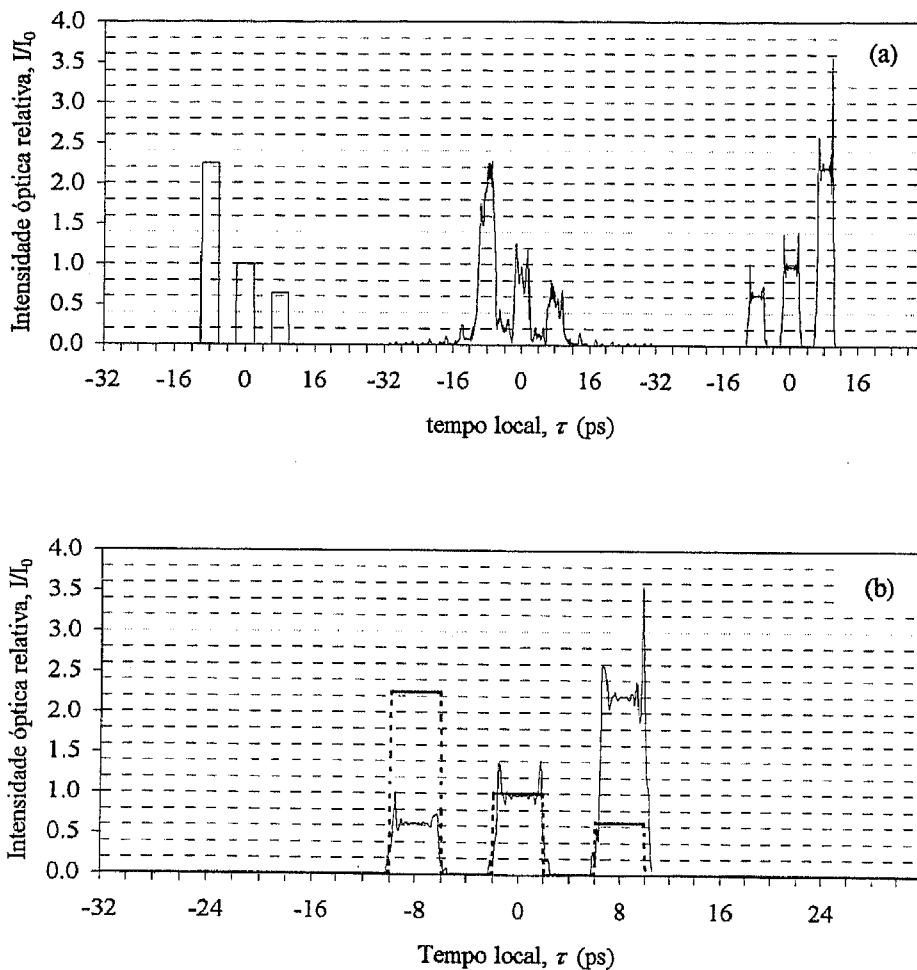 Intensidade óptica relativa, I/I₀
4.0
3.5
3.0
2.5
2.0
1.5
1.0
0.5
0.0
(a)
-32 -16 0 16 -32 -16 0 16 -32 -16 0 16
tempo local, τ (ps)
Intensidade óptica relativa, I/I₀
4.0
3.5
3.0
2.5
2.0
1.5
1.0
0.5
0.0
(b)
-32 -24 -16 -8 0 8 16 24
Tempo local, τ (ps)